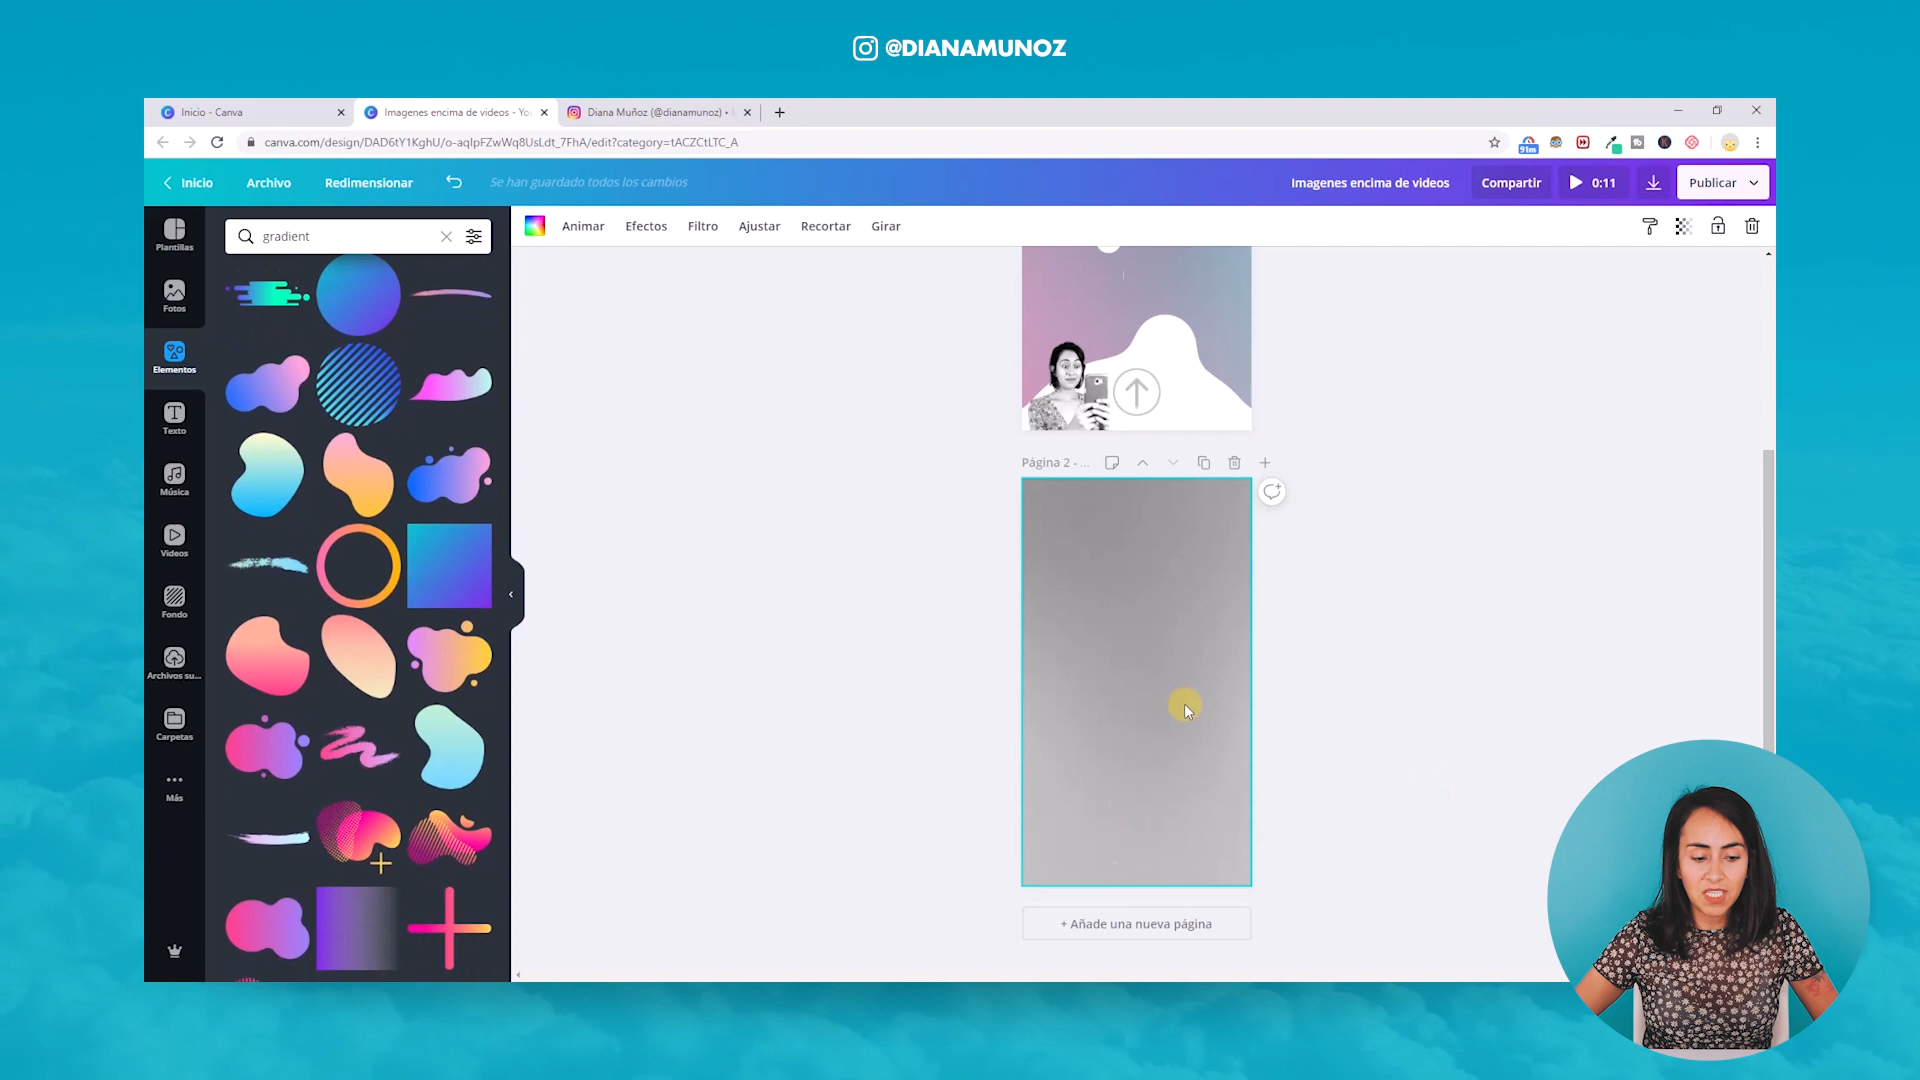 @DIANAMUNOZ
Inicio - Canva
Imagenes encima de videos - Yo
Diana Muñoz (@dianamunoz) •
canva.com/design/DAD6tY1KghU/o-aqIpFZwWq8UsLdt_7FhA/edit?category=tACZCtLTC_A
91m
Inicio
Archivo
Redimensionar
Se han guardado todos los cambios
Imagenes encima de videos
Compartir
0:11
Publicar
Plantillas
Fotos
Elementos
Texto
Música
Videos
Fondo
Archivos su...
Carpetas
Más
gradient
Animar
Efectos
Filtro
Ajustar
Recortar
Girar
Página 2 - ...
+ Añade una nueva página